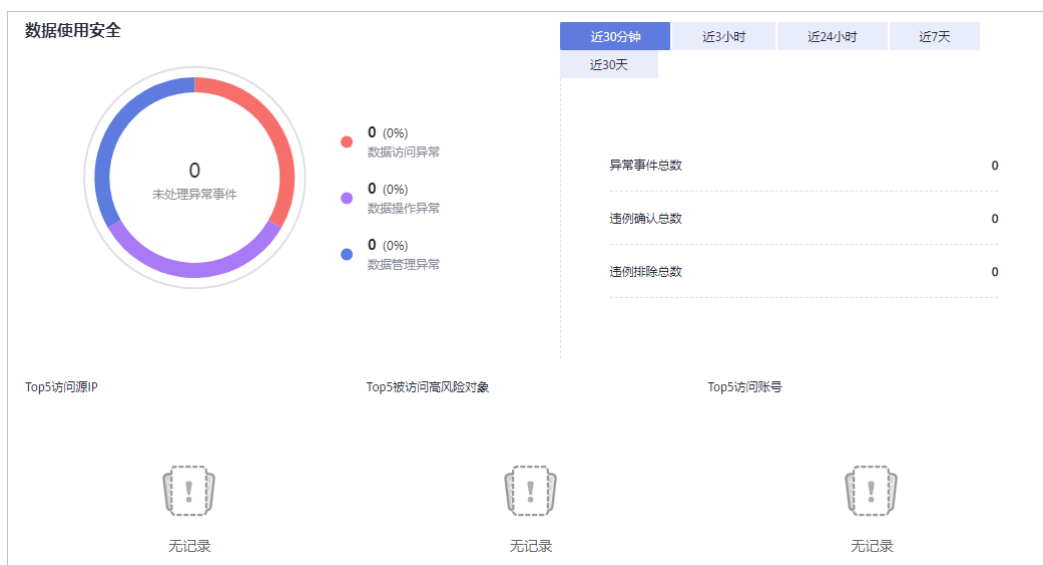 数据使用安全
近30分钟
近3小时
近24小时
近7天
近30天
0
未处理异常事件
0 (0%)
数据访问异常
0 (0%)
数据操作异常
0 (0%)
数据管理异常
异常事件总数 0
违例确认总数 0
违例排除总数 0
Top5访问源IP
Top5被访问高风险对象
Top5访问账号
无记录
无记录
无记录